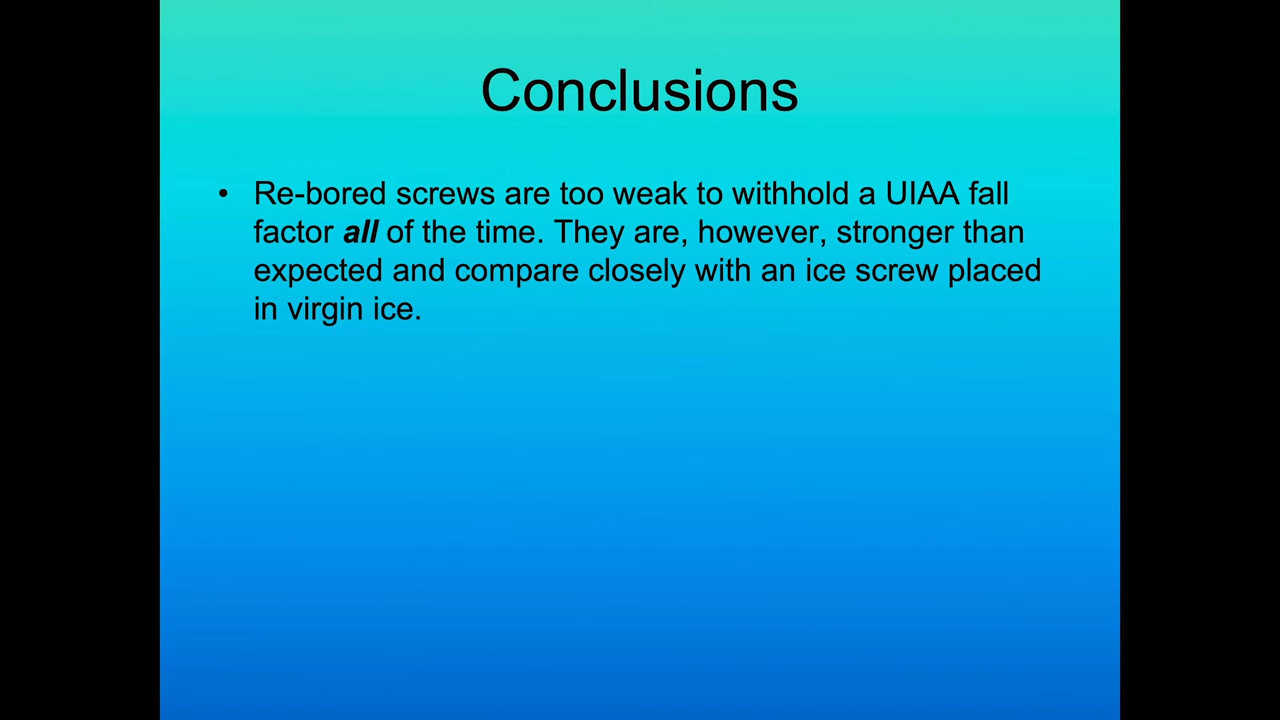 Conclusions
• Re-bored screws are too weak to withhold a UIAA fall
factor all of the time. They are, however, stronger than
expected and compare closely with an ice screw placed
in virgin ice.